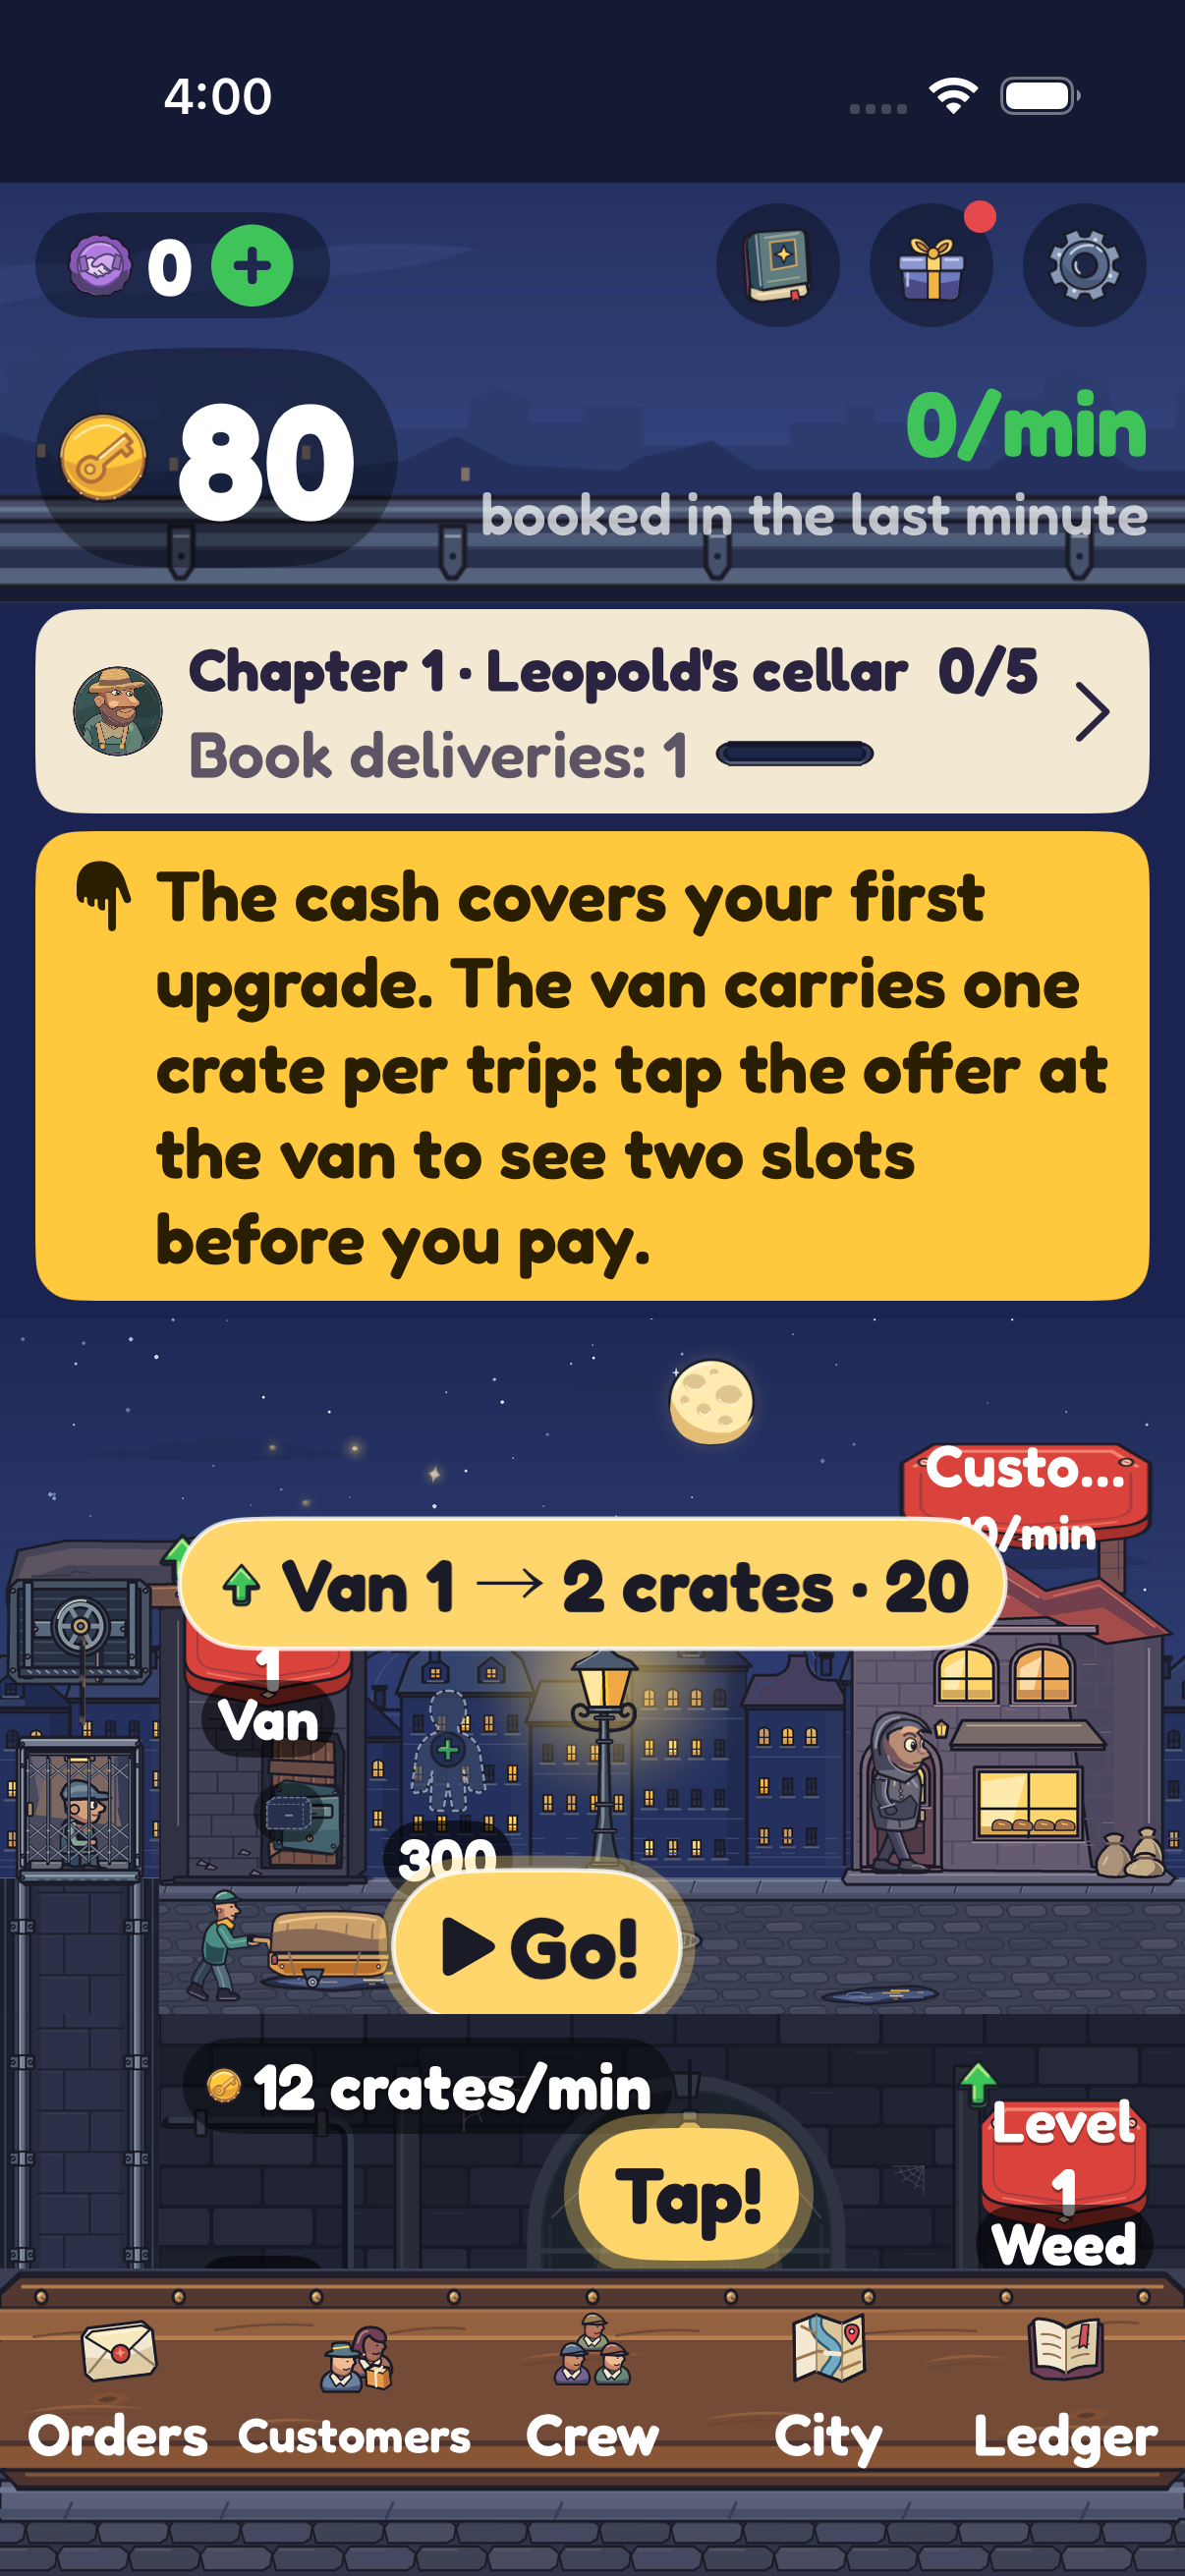 4:00
0
80
0/min
booked in the last minute
Chapter 1 · Leopold's cellar 0/5
Book deliveries: 1
The cash covers your first
upgrade. The van carries one
crate per trip: tap the offer at
the van to see two slots
before you pay.
Custo...
/min
Van 1 → 2 crates · 20
1
Van
300
Go!
12 crates/min
Tap!
Level
1
Weed
Orders
Customers
Crew
City
Ledger